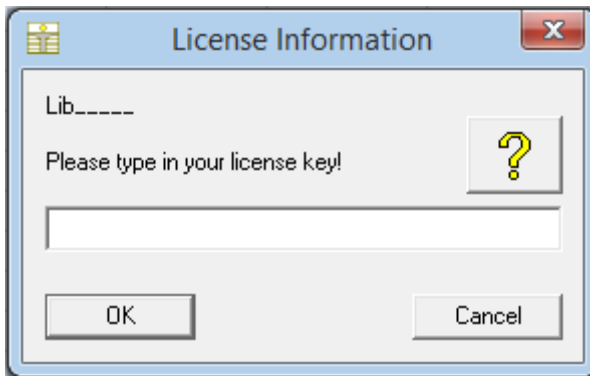 License Information
Lib_____
Please type in your license key!
OK
Cancel